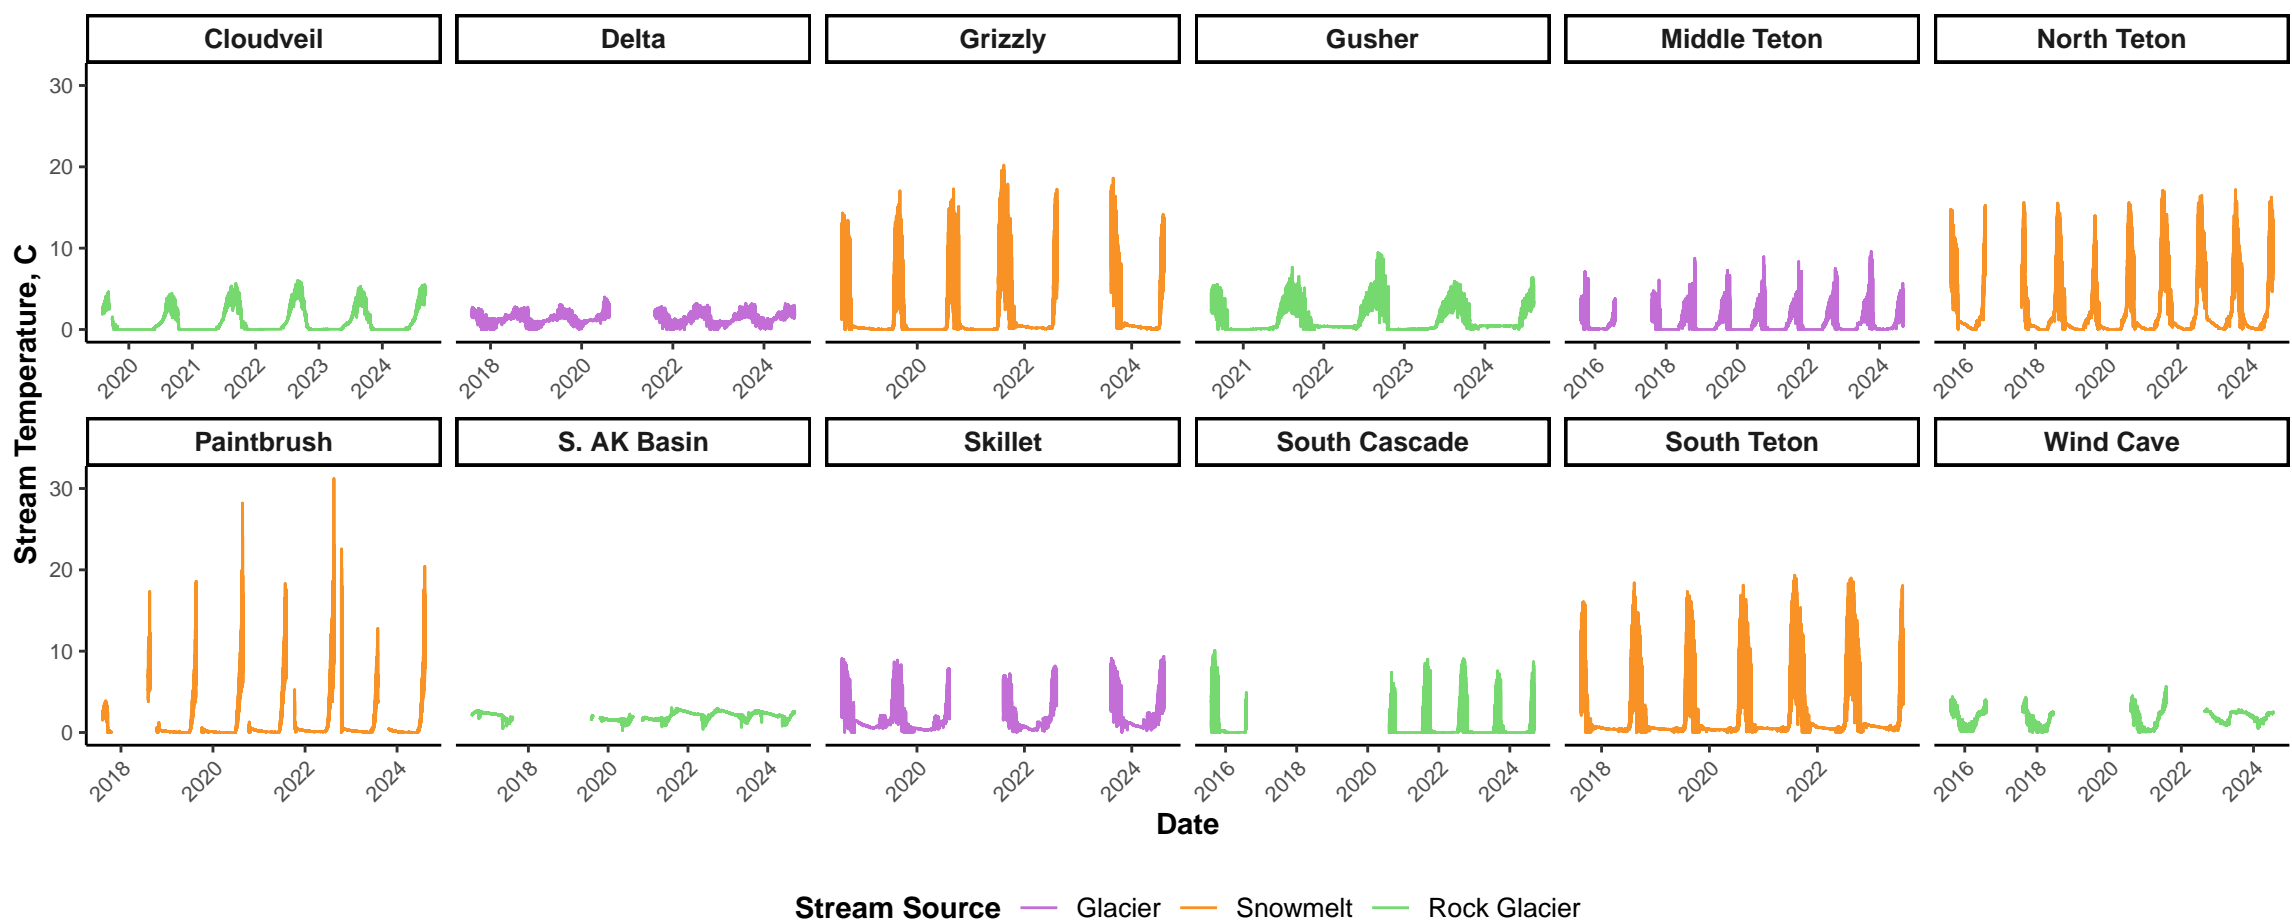 Cloudveil Delta Grizzly Gusher Middle Teton North Teton
30
20
10
0
2020 2021 2022 2023 2024 2018 2020 2022 2024 2020 2022 2024 2021 2022 2023 2024 2016 2018 2020 2022 2024 2016 2018 2020 2022 2024
Paintbrush S. AK Basin Skillet South Cascade South Teton Wind Cave
30
20
10
0
2018 2020 2022 2024 2018 2020 2022 2024 2020 2022 2024 2016 2018 2020 2022 2024 2018 2020 2022 2016 2018 2020 2022 2024
Stream Temperature, C
Date
Stream Source Glacier Snowmelt Rock Glacier